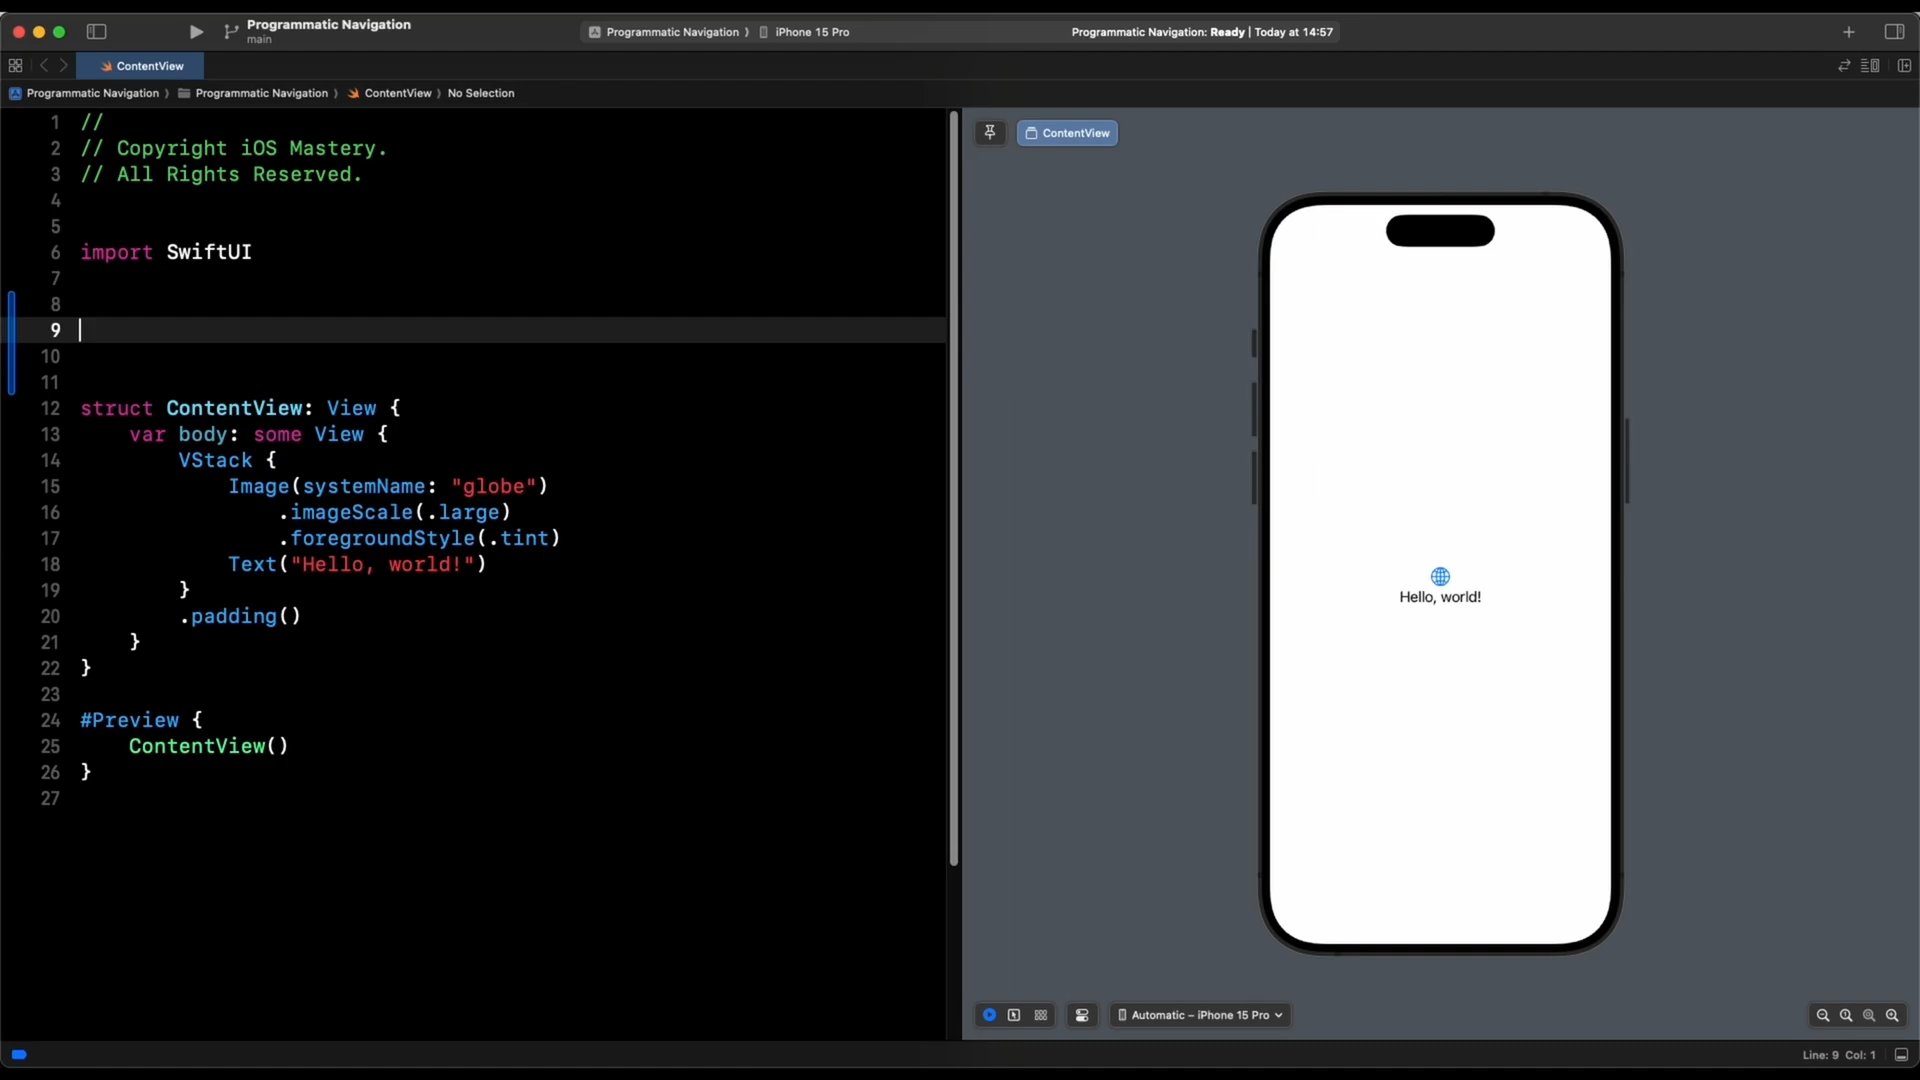 Programmatic Navigation
main
Programmatic Navigation 〉 iPhone 15 Pro
Programmatic Navigation: Ready | Today at 14:57
ContentView
Programmatic Navigation 〉 Programmatic Navigation 〉 ContentView 〉 No Selection
1 //
2 // Copyright iOS Mastery.
3 // All Rights Reserved.
4
5
6 import SwiftUI
7
8
9
10
11
12 struct ContentView: View {
13 var body: some View {
14 VStack {
15 Image(systemName: "globe")
16 .imageScale(.large)
17 .foregroundStyle(.tint)
18 Text("Hello, world!")
19 }
20 .padding()
21 }
22 }
23
24 #Preview {
25 ContentView()
26 }
27
ContentView
Hello, world!
Automatic – iPhone 15 Pro
Line: 9 Col: 1